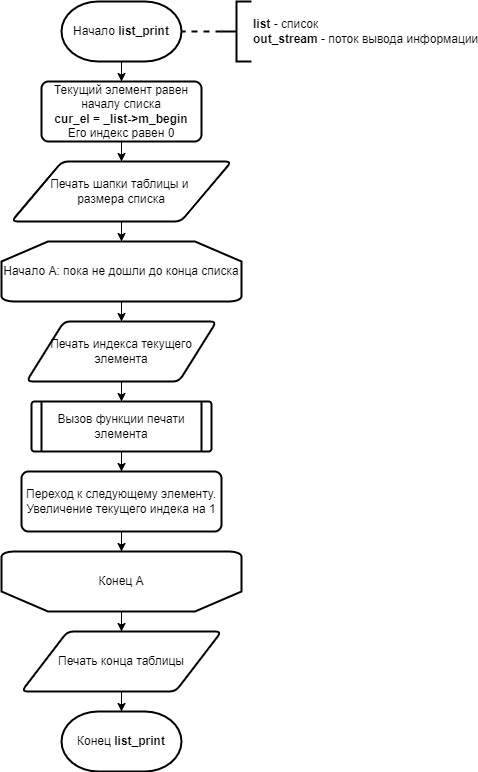 Начало list_print
list - список
out_stream - поток вывода информации
Текущий элемент равен
началу списка
cur_el = _list->m_begin
Его индекс равен 0
Печать шапки таблицы и
размера списка
Начало А: пока не дошли до конца списка
Печать индекса текущего
элемента
Вызов функции печати
элемента
Переход к следующему элементу.
Увеличение текущего индека на 1
Конец А
Печать конца таблицы
Конец list_print